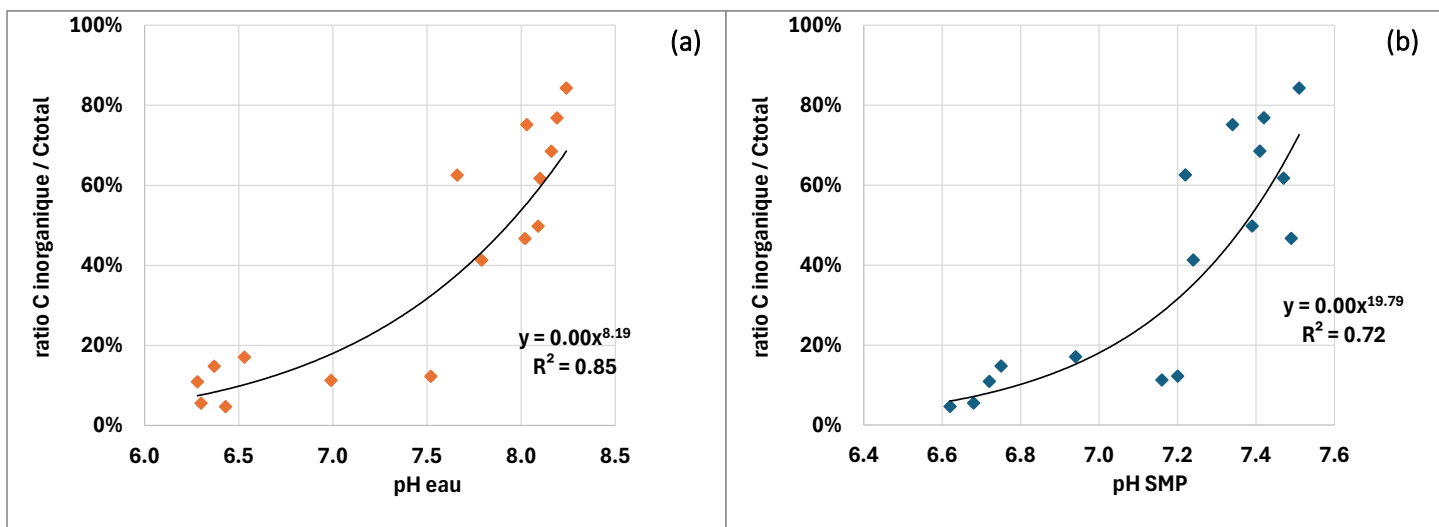 (a)
ratio C inorganique / Ctotal
100%
80%
60%
40%
20%
0%
y = 0.00x^8.19
R² = 0.85
6.0 6.5 7.0 7.5 8.0 8.5
pH eau
(b)
ratio C inorganique / Ctotal
100%
80%
60%
40%
20%
0%
y = 0.00x^19.79
R² = 0.72
6.4 6.6 6.8 7.0 7.2 7.4 7.6
pH SMP